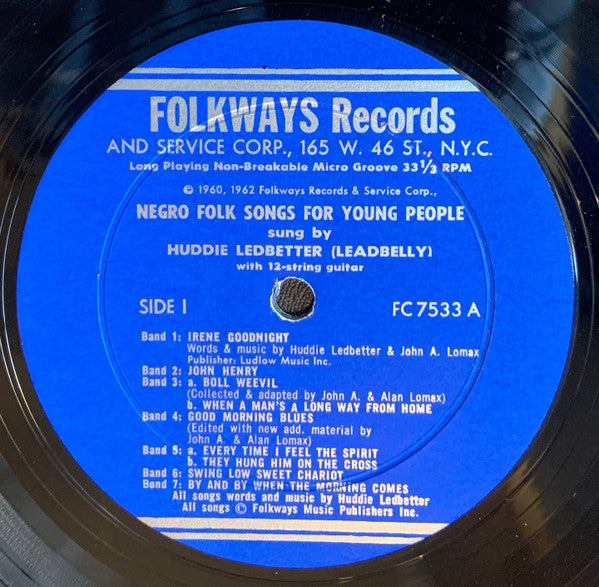 FOLKWAYS Records
AND SERVICE CORP., 165 W. 46 ST., N.Y.C.
Long Playing Non-Breakable Micro Groove 33 1/3 RPM
© 1960, 1962 Folkways Records & Service Corp.,
NEGRO FOLK SONGS FOR YOUNG PEOPLE
sung by
HUDDIE LEDBETTER (LEADBELLY)
with 12-string guitar
SIDE I FC 7533 A
Band 1: IRENE GOODNIGHT
Words & music by Huddie Ledbetter & John A. Lomax
Publisher: Ludlow Music Inc.
Band 2: JOHN HENRY
Band 3: a. BOLL WEEVIL
(Collected & adapted by John A. & Alan Lomax)
b. WHEN A MAN'S A LONG WAY FROM HOME
Band 4: GOOD MORNING BLUES
(Edited with new add. material by
John A. & Alan Lomax)
Band 5: a. EVERY TIME I FEEL THE SPIRIT
b. THEY HUNG HIM ON THE CROSS
Band 6: SWING LOW SWEET CHARIOT
Band 7: BY AND BY WHEN THE MORNING COMES
All songs words and music by Huddie Ledbetter
All songs © Folkways Music Publishers Inc.